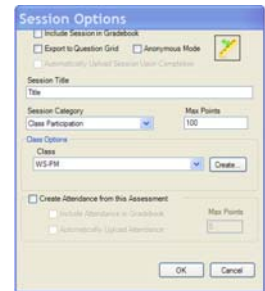 Session Options
Include Session in Gradebook
Export to Question Grid Anonymous Mode
Automatically Upload Session Upon Completion
Session Title
Title
Session Category Max Points
Class Participation 100
Class Options
Class
WS-PM Create...
Create Attendance from this Assessment
Include Attendance in Gradebook Max Points
Automatically Upload Attendance
OK Cancel